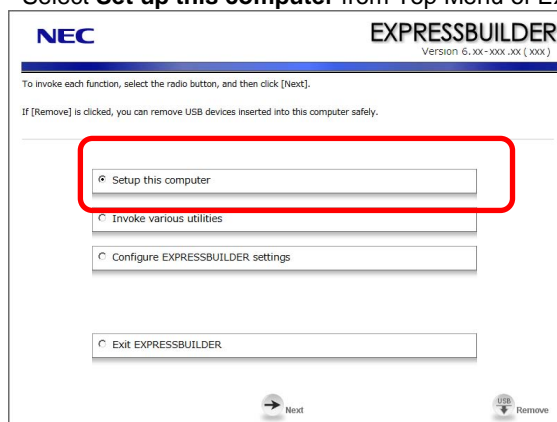 Select Set up this computer from Top Menu of
NEC
EXPRESSBUILDER
Version 6.xx-xxx.xx (xxx)
To invoke each function, select the radio button, and then click [Next].
If [Remove] is clicked, you can remove USB devices inserted into this computer safely.
Setup this computer
Invoke various utilities
Configure EXPRESSBUILDER settings
Exit EXPRESSBUILDER
Next
USB
Remove